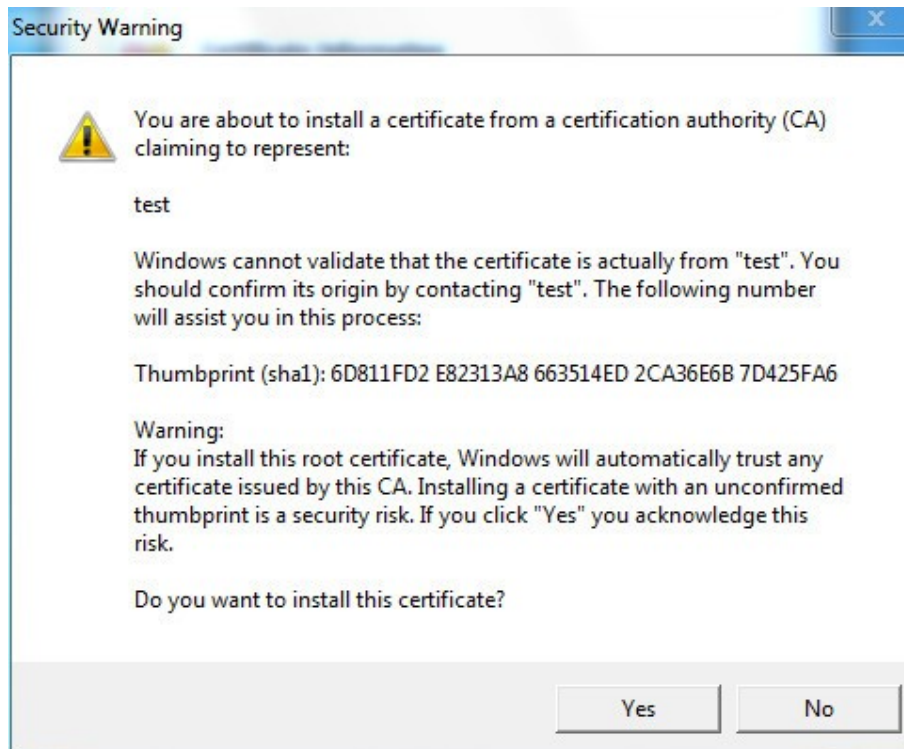 Security Warning
You are about to install a certificate from a certification authority (CA)
claiming to represent:
test
Windows cannot validate that the certificate is actually from "test". You
should confirm its origin by contacting "test". The following number
will assist you in this process:
Thumbprint (sha1): 6D811FD2 E82313A8 663514ED 2CA36E6B 7D425FA6
Warning:
If you install this root certificate, Windows will automatically trust any
certificate issued by this CA. Installing a certificate with an unconfirmed
thumbprint is a security risk. If you click "Yes" you acknowledge this
risk.
Do you want to install this certificate?
Yes
No